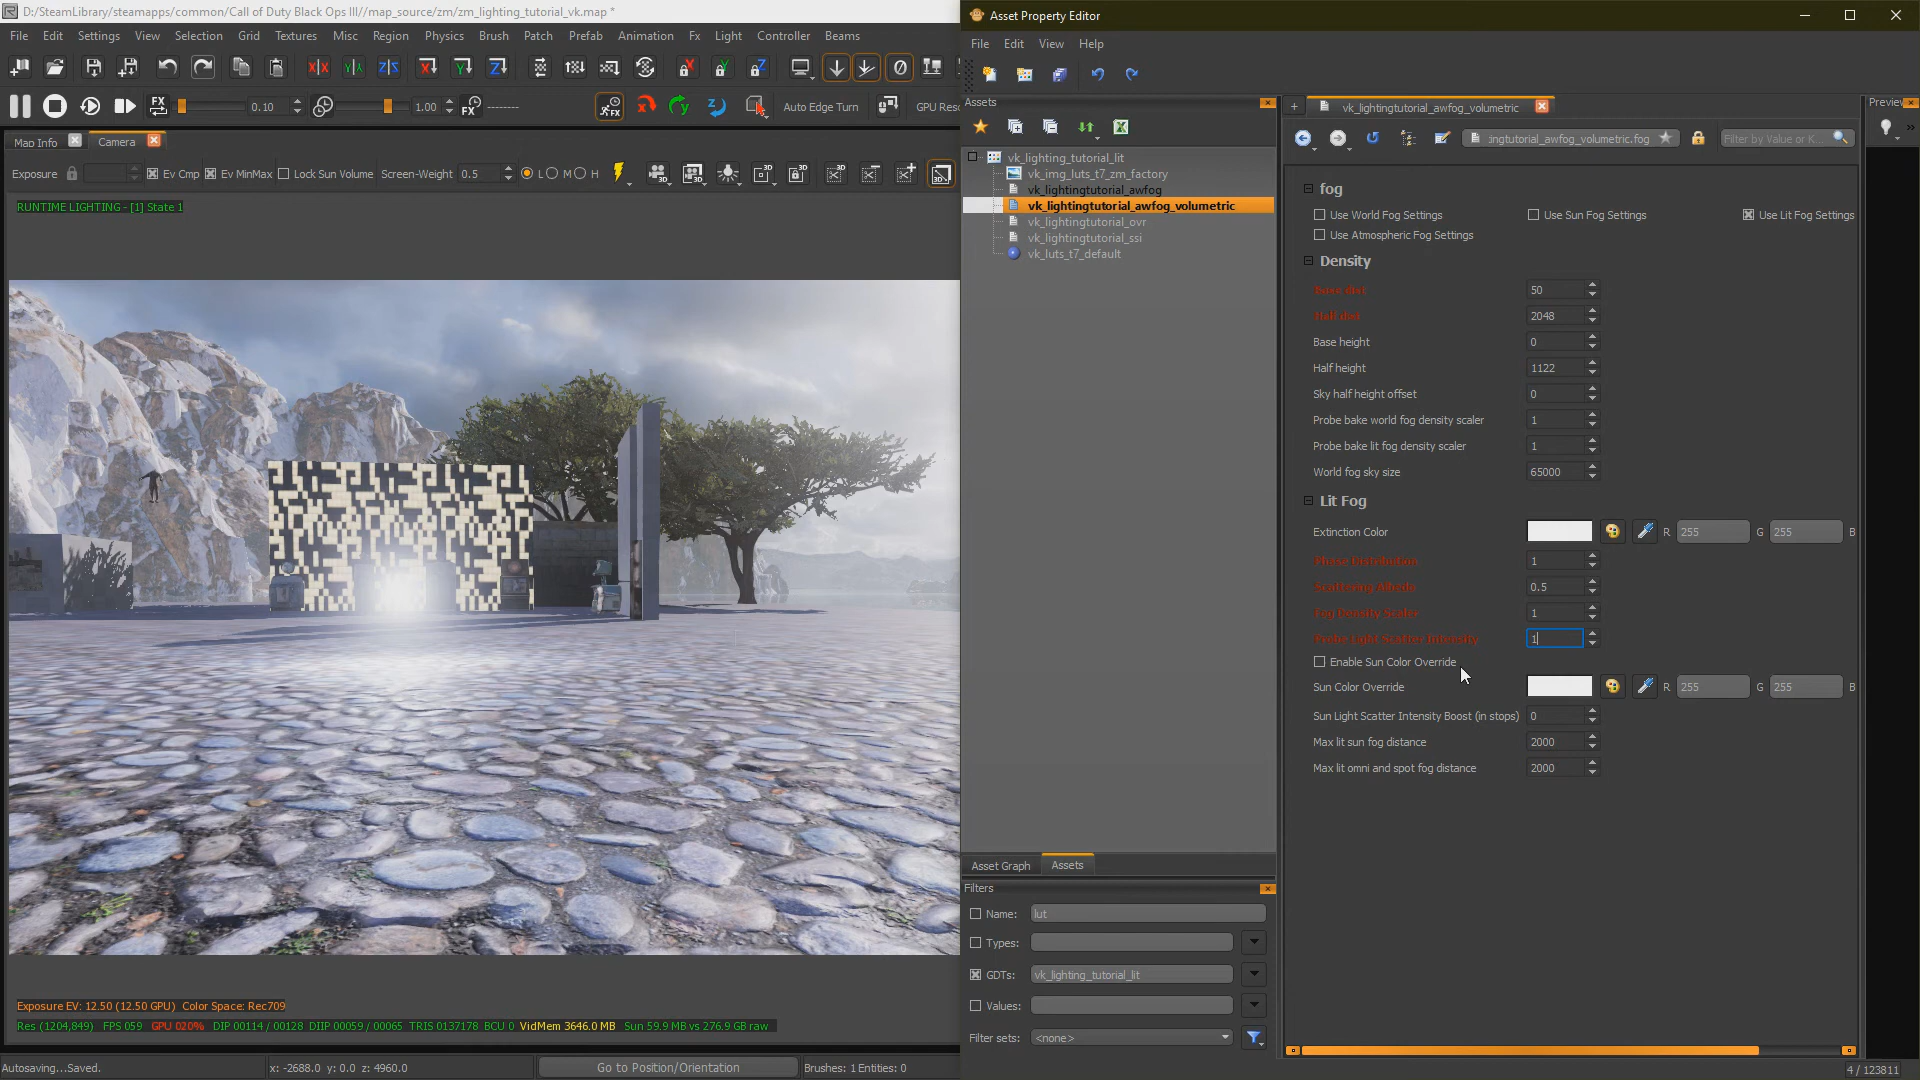 D:/SteamLibrary/steamapps/common/Call of Duty Black Ops III//map_source/zm/zm_lighting_tutorial_vk.map *
File Edit Settings View Selection Grid Textures Misc Region Physics Brush Patch Prefab Animation Fx Light Controller Beams
0.10 1.00 -------- Auto Edge Turn GPU Reso
Map Info Camera
Exposure Ev Cmp Ev MinMax Lock Sun Volume Screen-Weight 0.5 L M H
RUNTIME LIGHTING - [1] State 1
Exposure EV: 12.50 (12.50 GPU) Color Space: Rec709
Res (1204,849) FPS 059 GPU 020% DIP 00114 / 00128 DIIP 00059 / 00065 TRIS 0137178 BCU 0 VidMem 3646.0 MB Sun 59.9 MB vs 276.9 GB raw
Autosaving...Saved. x: -2688.0 y: 0.0 z: 4960.0 Go to Position/Orientation Brushes: 1 Entities: 0
Asset Property Editor
File Edit View Help
Assets
vk_lighting_tutorial_lit
vk_img_luts_t7_zm_factory
vk_lightingtutorial_awfog
vk_lightingtutorial_awfog_volumetric
vk_lightingtutorial_ovr
vk_lightingtutorial_ssi
vk_luts_t7_default
Asset Graph Assets
Filters
Name: lut
Types:
GDTs: vk_lighting_tutorial_lit
Values:
Filter sets: <none>
vk_lightingtutorial_awfog_volumetric
Preview
ingtutorial_awfog_volumetric.fog Filter by Value or K...
fog
Use World Fog Settings Use Sun Fog Settings Use Lit Fog Settings
Use Atmospheric Fog Settings
Density
Base dist 50
Half dist 2048
Base height 0
Half height 1122
Sky half height offset 0
Probe bake world fog density scaler 1
Probe bake lit fog density scaler 1
World fog sky size 65000
Lit Fog
Extinction Color R 255 G 255 B
Phase Distribution 1
Scattering Albedo 0.5
Fog Density Scaler 1
Probe Light Scatter Intensity 1
Enable Sun Color Override
Sun Color Override R 255 G 255 B
Sun Light Scatter Intensity Boost (in stops) 0
Max lit sun fog distance 2000
Max lit omni and spot fog distance 2000
4 / 123811